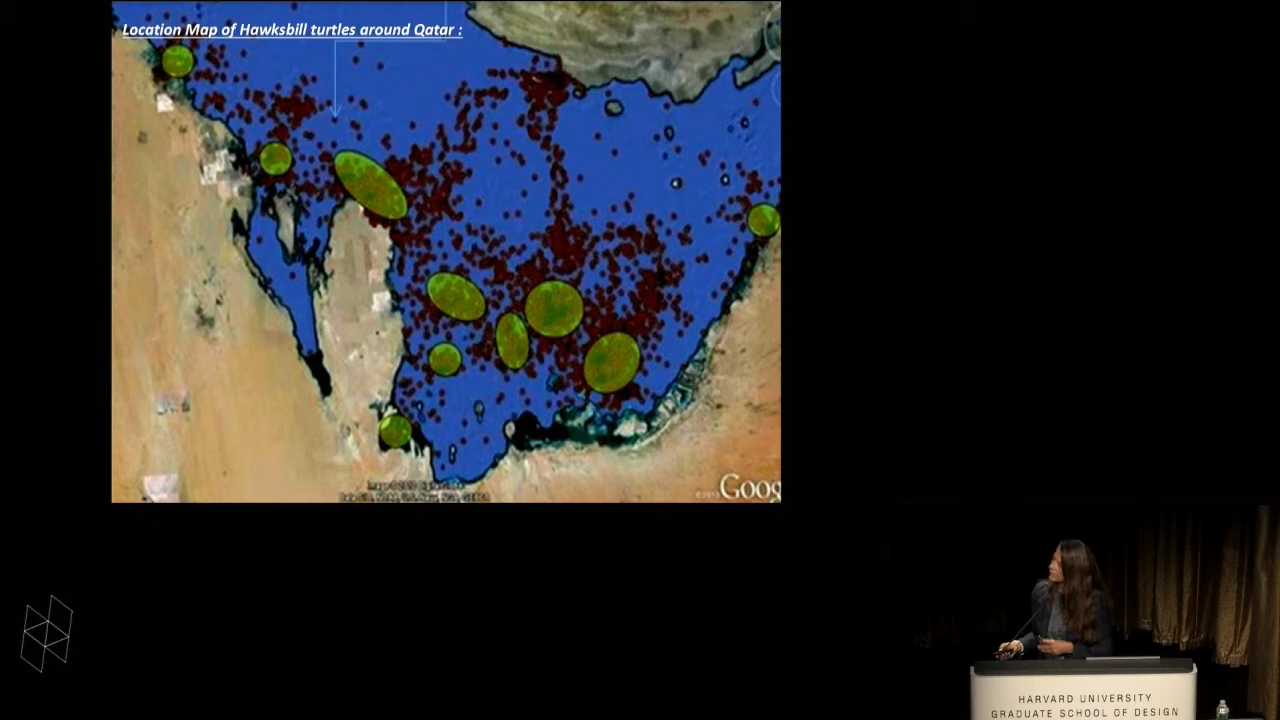 Location Map of Hawksbill turtles around Qatar :
Goog
HARVARD UNIVERSITY
GRADUATE SCHOOL OF DESIGN